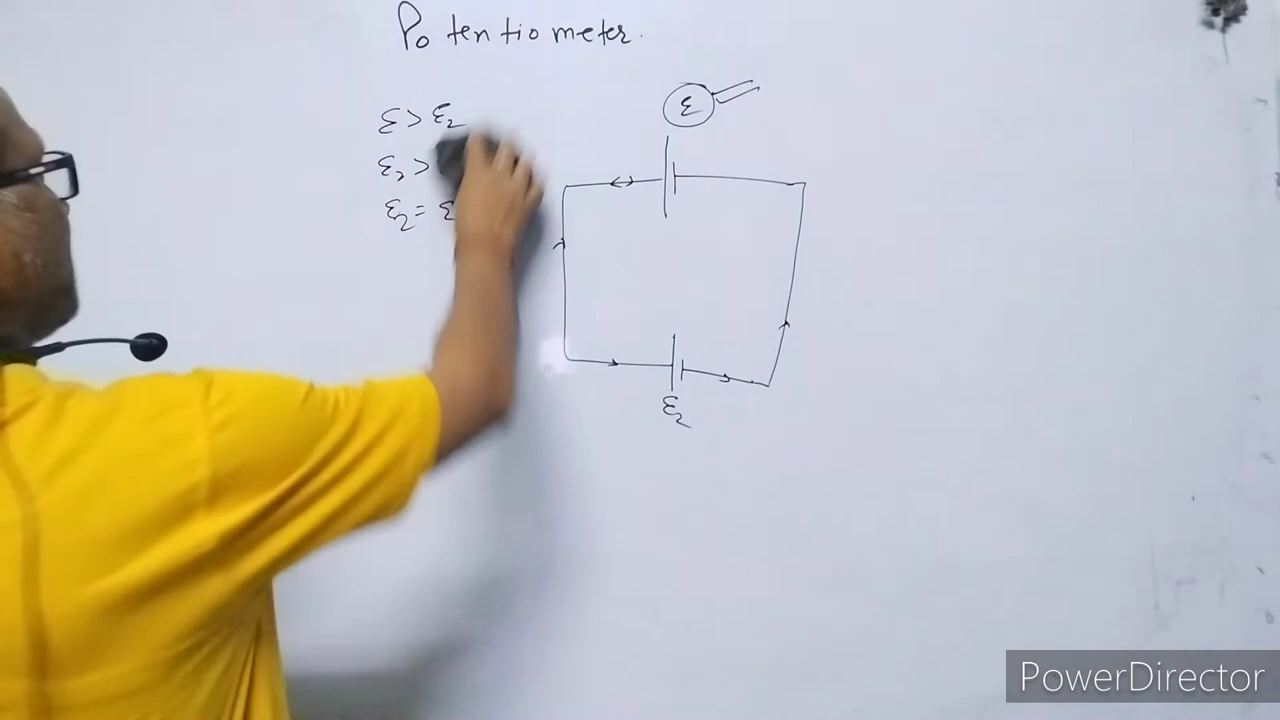 Potentiometer.
ε
ε > ε₂
ε₂ >
ε₂ = ε
ε₂
PowerDirector